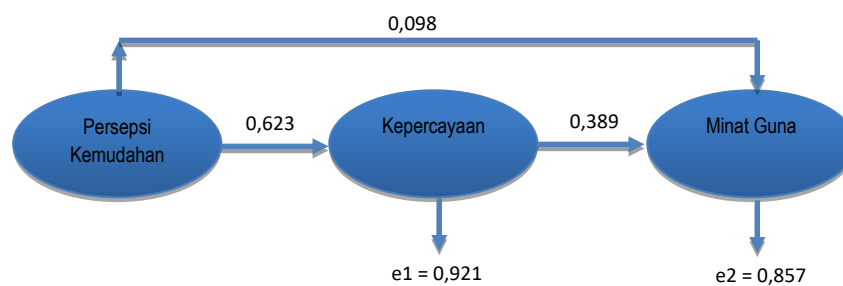 0,098
Persepsi
Kemudahan
0,623
Kepercayaan
0,389
Minat Guna
e1 = 0,921
e2 = 0,857